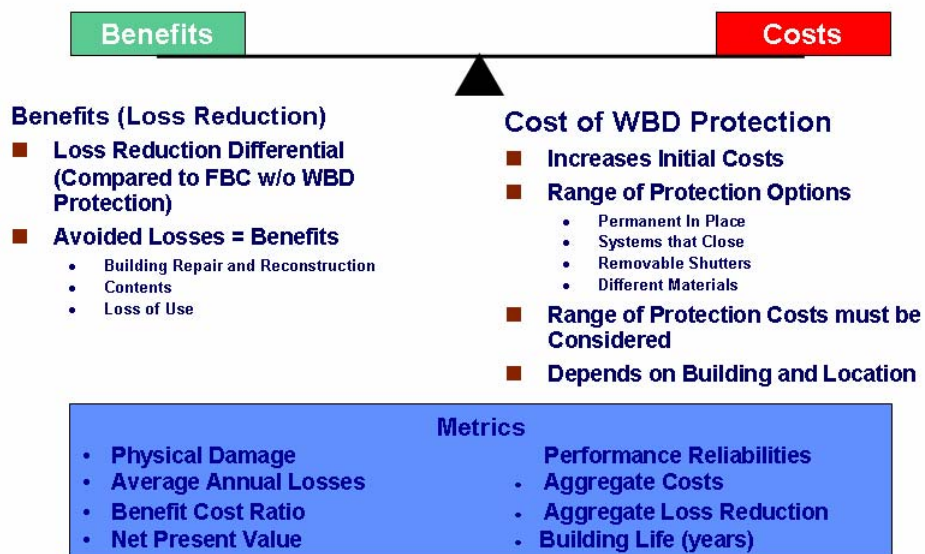 Benefits
Costs
Benefits (Loss Reduction)
Loss Reduction Differential
(Compared to FBC w/o WBD
Protection)
Avoided Losses = Benefits
Building Repair and Reconstruction
Contents
Loss of Use
Cost of WBD Protection
Increases Initial Costs
Range of Protection Options
Permanent In Place
Systems that Close
Removable Shutters
Different Materials
Range of Protection Costs must be
Considered
Depends on Building and Location
Metrics
Physical Damage
Average Annual Losses
Benefit Cost Ratio
Net Present Value
Performance Reliabilities
Aggregate Costs
Aggregate Loss Reduction
Building Life (years)